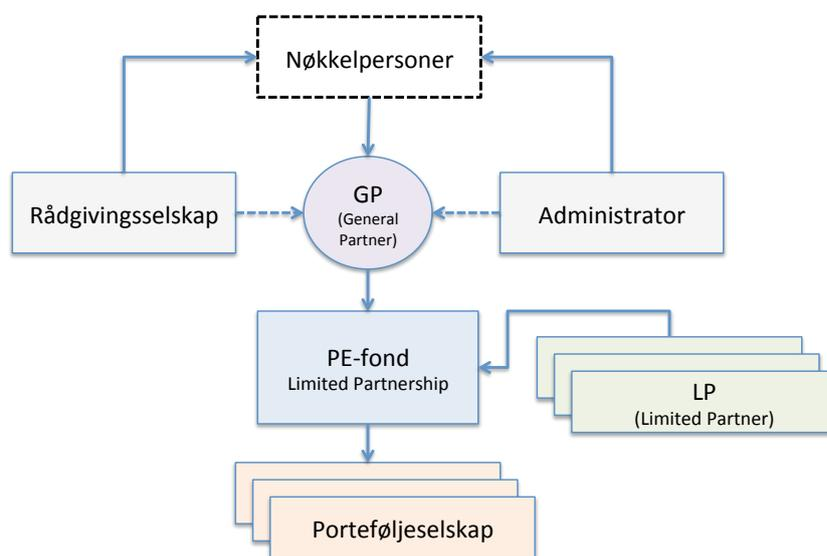 Nøkkelpersoner
Rådgivingsselskap
GP
(General
Partner)
Administrator
PE-fond
Limited Partnership
LP
(Limited Partner)
Porteføljeselskap